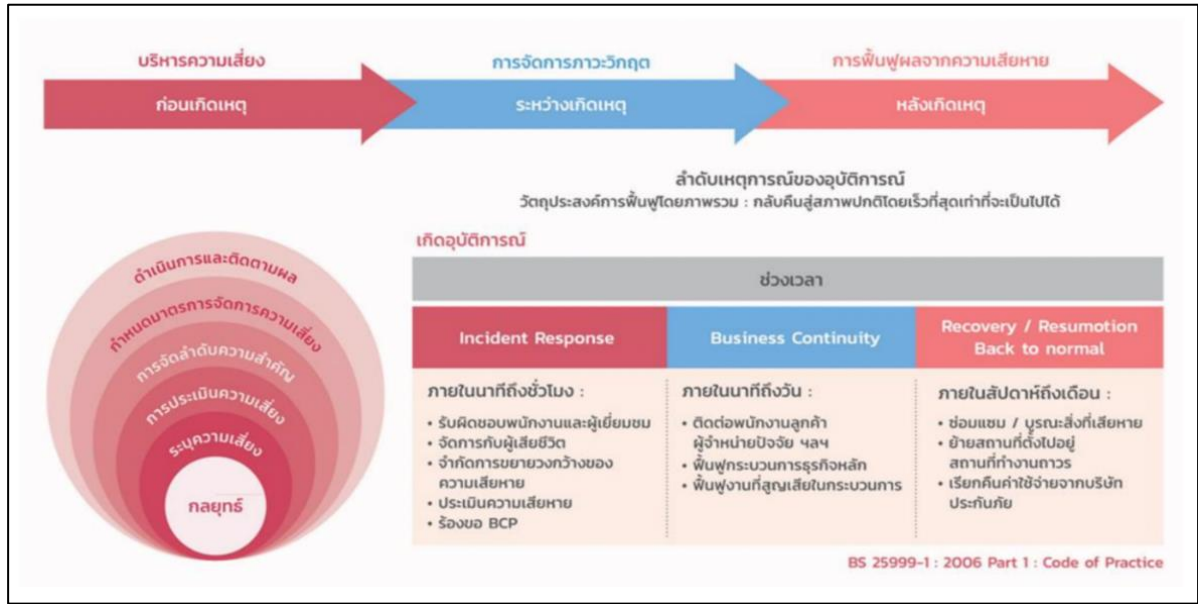 บริหารความเสี่ยง
การจัดการภาวะวิกฤต
การฟื้นฟูผลจากความเสียหาย
ก่อนเกิดเหตุ
ระหว่างเกิดเหตุ
หลังเกิดเหตุ
ลำดับเหตุการณ์ของอุบัติการณ์
วัตถุประสงค์การฟื้นฟูโดยภาพรวม : กลับคืนสู่สภาพปกติโดยเร็วที่สุดเท่าที่จะเป็นไปได้
ดำเนินการและติดตามผล
กำหนดมาตรการจัดการความเสี่ยง
การจัดลำดับความสำคัญ
การประเมินความเสี่ยง
ระบุความเสี่ยง
กลยุทธ์
เกิดอุบัติการณ์
ช่วงเวลา
Incident Response
ภายในนาทีถึงชั่วโมง :
• รับผิดชอบพนักงานและผู้เยี่ยมชม
• จัดการกับผู้เสียชีวิต
• จำกัดการขยายวงกว้างของ
ความเสียหาย
• ประเมินความเสียหาย
• ร้องขอ BCP
Business Continuity
ภายในนาทีถึงวัน :
• ติดต่อพนักงานลูกค้า
ผู้จำหน่ายปัจจัย ฯลฯ
• ฟื้นฟูกระบวนการธุรกิจหลัก
• ฟื้นฟูงานที่สูญเสียในกระบวนการ
Recovery / Resumotion
Back to normal
ภายในสัปดาห์ถึงเดือน :
• ซ่อมแซม / บูรณะสิ่งที่เสียหาย
• ย้ายสถานที่ตั้งไปอยู่
สถานที่ทำงานถาวร
• เรียกคืนค่าใช้จ่ายจากบริษัท
ประกันภัย
BS 25999-1 : 2006 Part 1 : Code of Practice